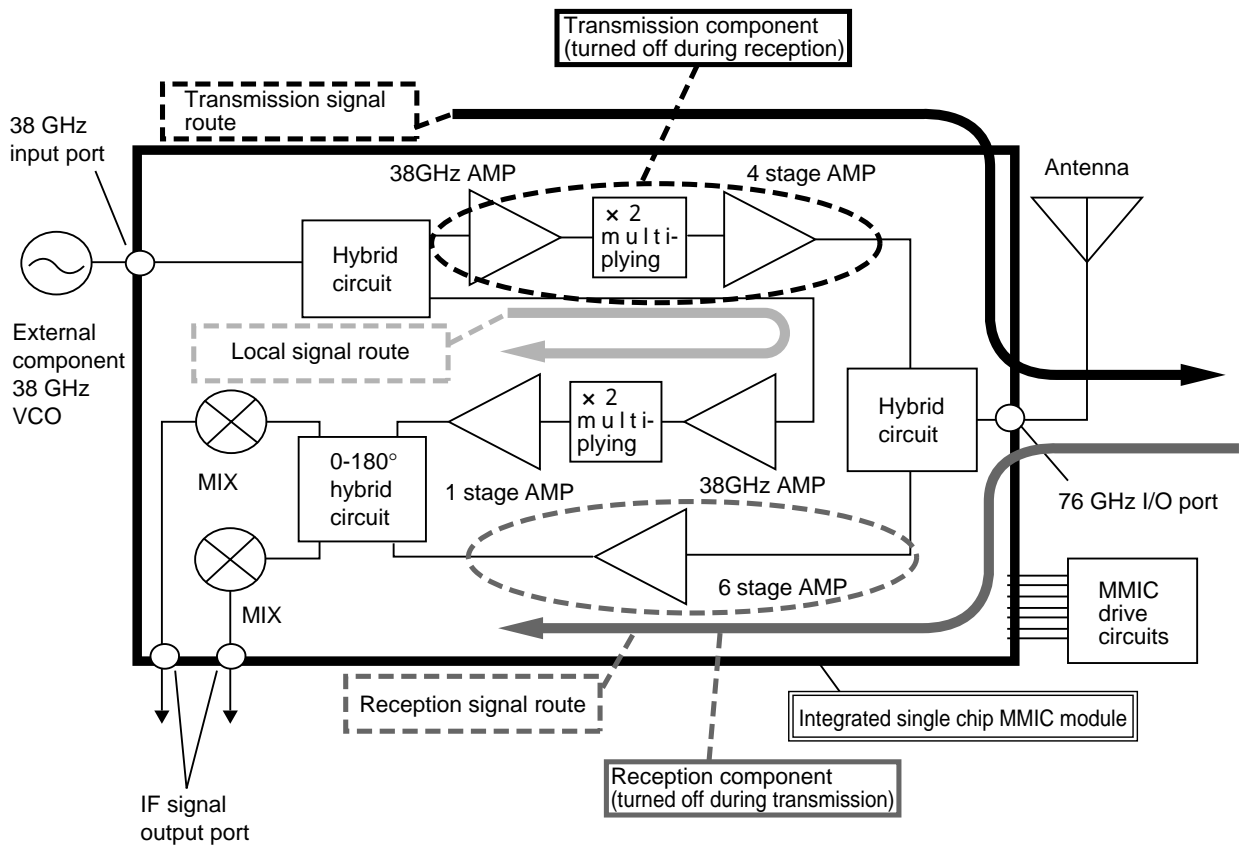 Transmission component
(turned off during reception)
Transmission signal
route
38 GHz
input port
38GHz AMP
4 stage AMP
Antenna
× 2
multi-
plying
Hybrid
circuit
External
component
38 GHz
VCO
Local signal route
× 2
multi-
plying
Hybrid
circuit
MIX
0-180°
hybrid
circuit
1 stage AMP
38GHz AMP
76 GHz I/O port
MIX
6 stage AMP
MMIC
drive
circuits
Reception signal route
Integrated single chip MMIC module
Reception component
(turned off during transmission)
IF signal
output port